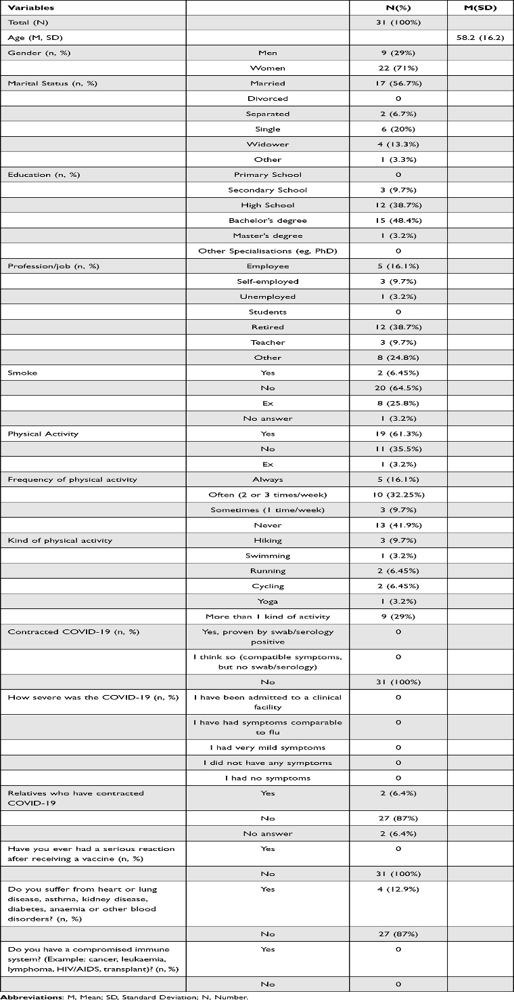 Variables N(%) M(SD)
Total (N) 31 (100%)
Age (M, SD) 58.2 (16.2)
Gender (n, %) Men 9 (29%)
Women 22 (71%)
Marital Status (n, %) Married 17 (56.7%)
Divorced 0
Separated 2 (6.7%)
Single 6 (20%)
Widower 4 (13.3%)
Other 1 (3.3%)
Education (n, %) Primary School 0
Secondary School 3 (9.7%)
High School 12 (38.7%)
Bachelor's degree 15 (48.4%)
Master's degree 1 (3.2%)
Other Specialisations (eg, PhD) 0
Profession/job (n, %) Employee 5 (16.1%)
Self-employed 3 (9.7%)
Unemployed 1 (3.2%)
Students 0
Retired 12 (38.7%)
Teacher 3 (9.7%)
Other 8 (24.8%)
Smoke Yes 2 (6.45%)
No 20 (64.5%)
Ex 8 (25.8%)
No answer 1 (3.2%)
Physical Activity Yes 19 (61.3%)
No 11 (35.5%)
Ex 1 (3.2%)
Frequency of physical activity Always 5 (16.1%)
Often (2 or 3 times/week) 10 (32.25%)
Sometimes (1 time/week) 3 (9.7%)
Never 13 (41.9%)
Kind of physical activity Hiking 3 (9.7%)
Swimming 1 (3.2%)
Running 2 (6.45%)
Cycling 2 (6.45%)
Yoga 1 (3.2%)
More than 1 kind of activity 9 (29%)
Contracted COVID-19 (n, %) Yes, proven by swab/serology 0
positive
I think so (compatible symptoms, 0
but no swab/serology)
No 31 (100%)
How severe was the COVID-19 (n, %) I have been admitted to a clinical 0
facility
I have had symptoms comparable 0
to flu
I had very mild symptoms 0
I did not have any symptoms 0
I had no symptoms 0
Relatives who have contracted Yes 2 (6.4%)
COVID-19
No 27 (87%)
No answer 2 (6.4%)
Have you ever had a serious reaction Yes 0
after receiving a vaccine (n, %)
No 31 (100%)
Do you suffer from heart or lung Yes 4 (12.9%)
disease, asthma, kidney disease,
diabetes, anaemia or other blood
disorders? (n, %)
No 27 (87%)
Do you have a compromised immune Yes 0
system? (Example: cancer, leukaemia,
lymphoma, HIV/AIDS, transplant)? (n, %)
No 0
Abbreviations: M, Mean; SD, Standard Deviation; N, Number.